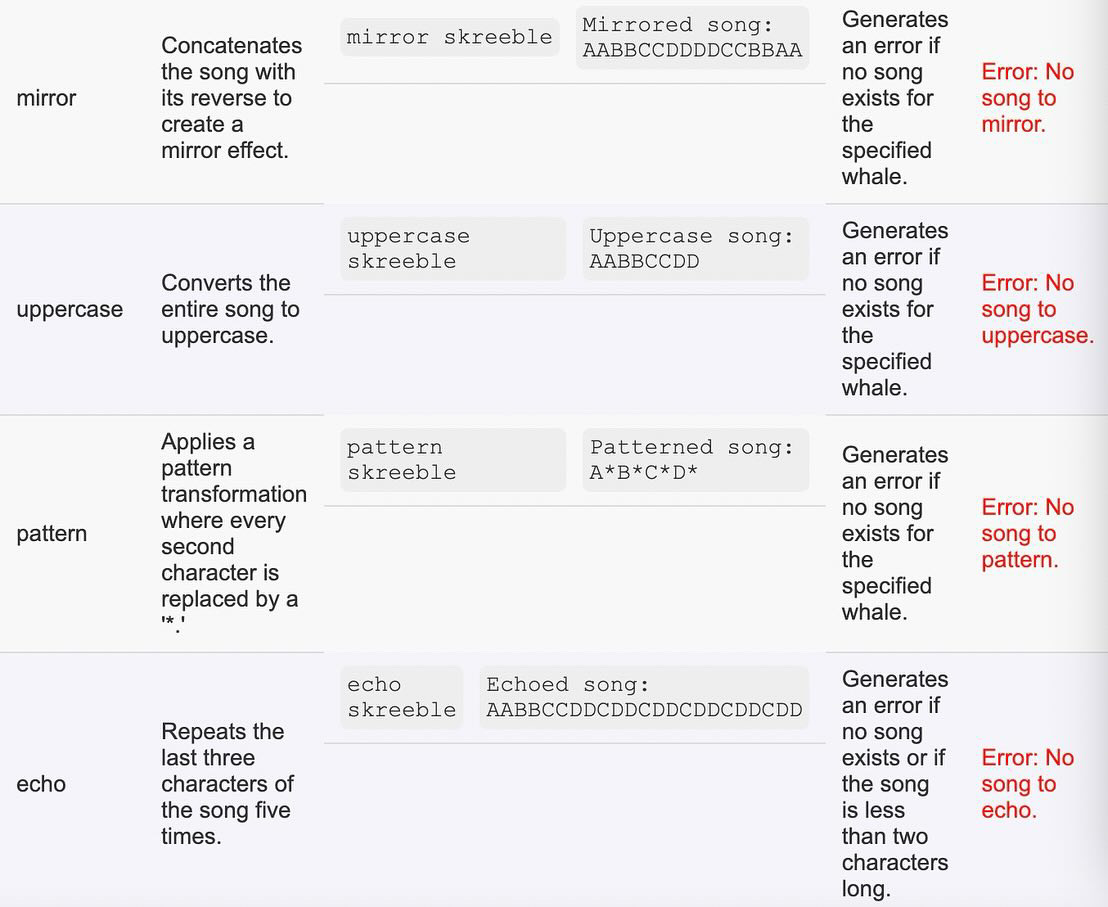 mirror
Concatenates
the song with
its reverse to
create a
mirror effect.
mirror skreeble
Mirrored song:
AABBCCDDDDCCBBAA
Generates
an error if
no song
exists for
the
specified
whale.
Error: No
song to
mirror.
uppercase
Converts the
entire song to
uppercase.
uppercase
skreeble
Uppercase song:
AABBCCDD
Generates
an error if
no song
exists for
the
specified
whale.
Error: No
song to
uppercase.
pattern
Applies a
pattern
transformation
where every
second
character is
replaced by a
'*.'
pattern
skreeble
Patterned song:
A*B*C*D*
Generates
an error if
no song
exists for
the
specified
whale.
Error: No
song to
pattern.
echo
Repeats the
last three
characters of
the song five
times.
echo
skreeble
Echoed song:
AABBCCDDCDDCDDCDDCDDCDD
Generates
an error if
no song
exists or if
the song
is less
than two
characters
long.
Error: No
song to
echo.